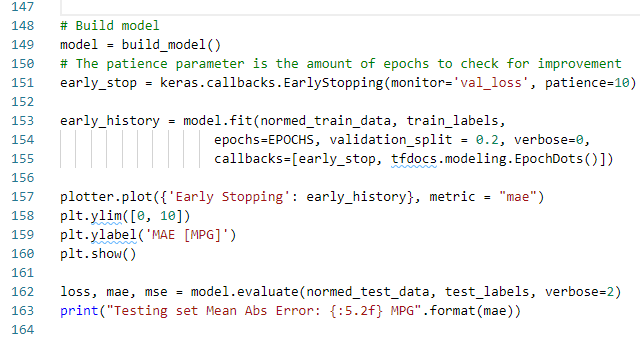 147
148 # Build model
149 model = build_model()
150 # The patience parameter is the amount of epochs to check for improvement
151 early_stop = keras.callbacks.EarlyStopping(monitor='val_loss', patience=10)
152
153 early_history = model.fit(normed_train_data, train_labels,
154                     epochs=EPOCHS, validation_split = 0.2, verbose=0,
155                     callbacks=[early_stop, tfdocs.modeling.EpochDots()])
156
157 plotter.plot({'Early Stopping': early_history}, metric = "mae")
158 plt.ylim([0, 10])
159 plt.ylabel('MAE [MPG]')
160 plt.show()
161
162 loss, mae, mse = model.evaluate(normed_test_data, test_labels, verbose=2)
163 print("Testing set Mean Abs Error: {:5.2f} MPG".format(mae))
164